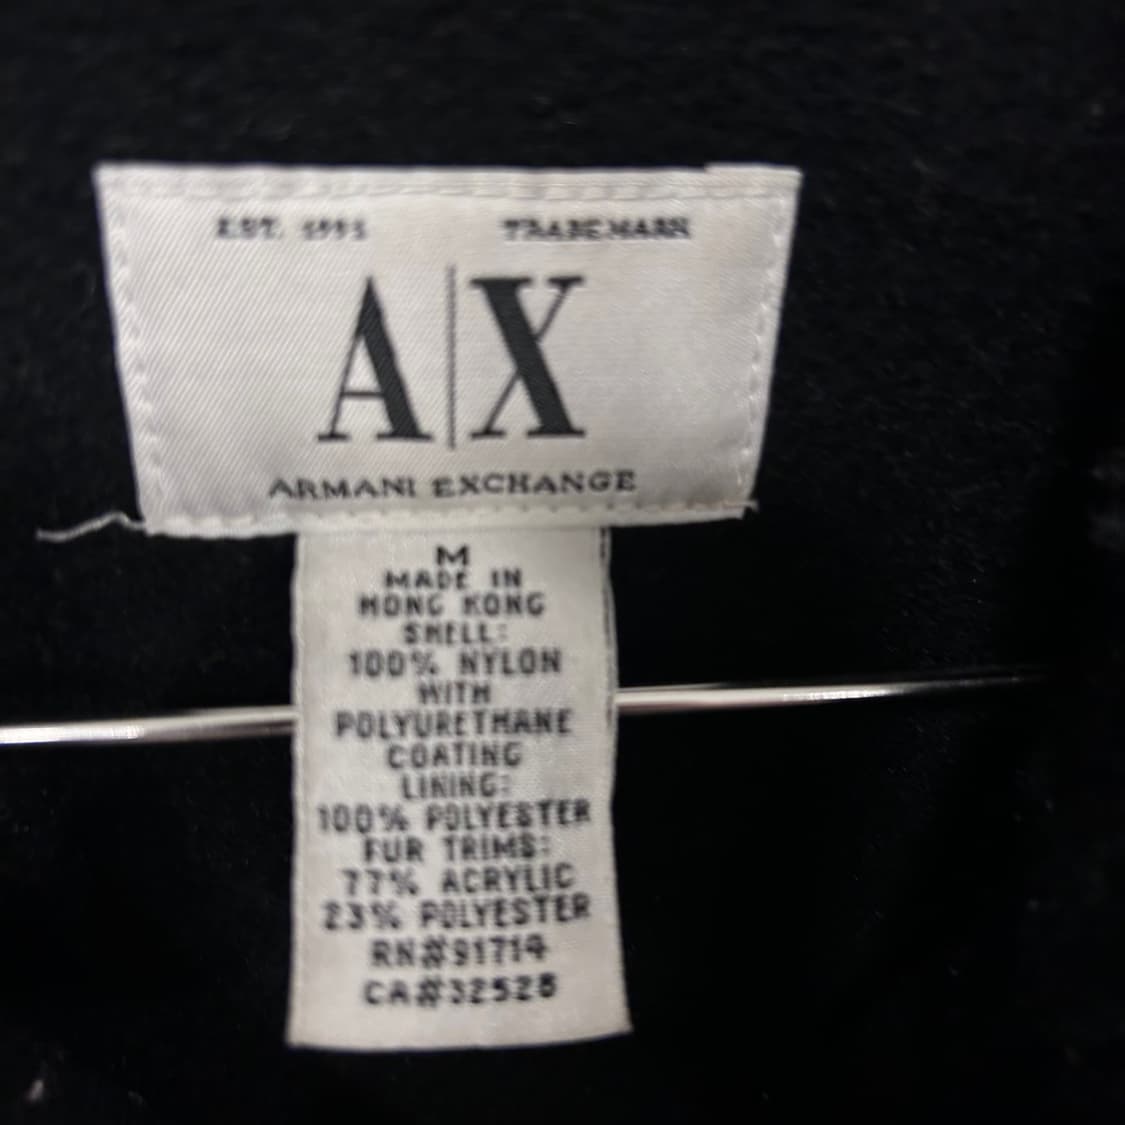 EST. 1991 TRADEMARK
A|X
ARMANI EXCHANGE
M
MADE IN
HONG KONG
SHELL:
100% NYLON
WITH
POLYURETHANE
COATING
LINING:
100% POLYESTER
FUR TRIMS:
77% ACRYLIC
23% POLYESTER
RN#91714
CA#32528